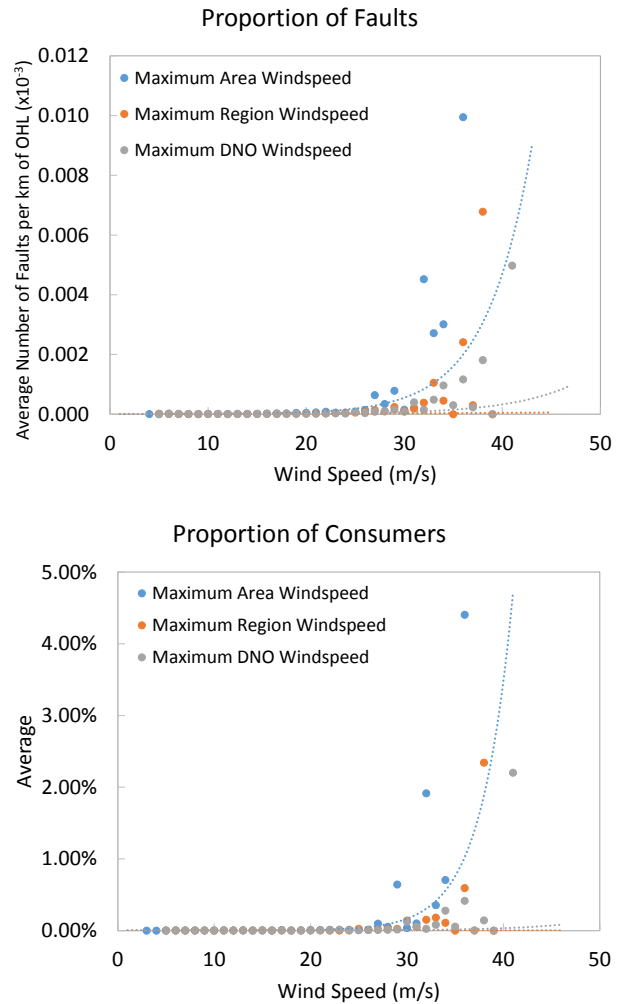 Proportion of Faults
Average Number of Faults per km of OHL (x10⁻³)
0.012
0.010
0.008
0.006
0.004
0.002
0.000
Maximum Area Windspeed
Maximum Region Windspeed
Maximum DNO Windspeed
0 10 20 30 40 50
Wind Speed (m/s)
Proportion of Consumers
Average
5.00%
4.00%
3.00%
2.00%
1.00%
0.00%
Maximum Area Windspeed
Maximum Region Windspeed
Maximum DNO Windspeed
0 10 20 30 40 50
Wind Speed (m/s)